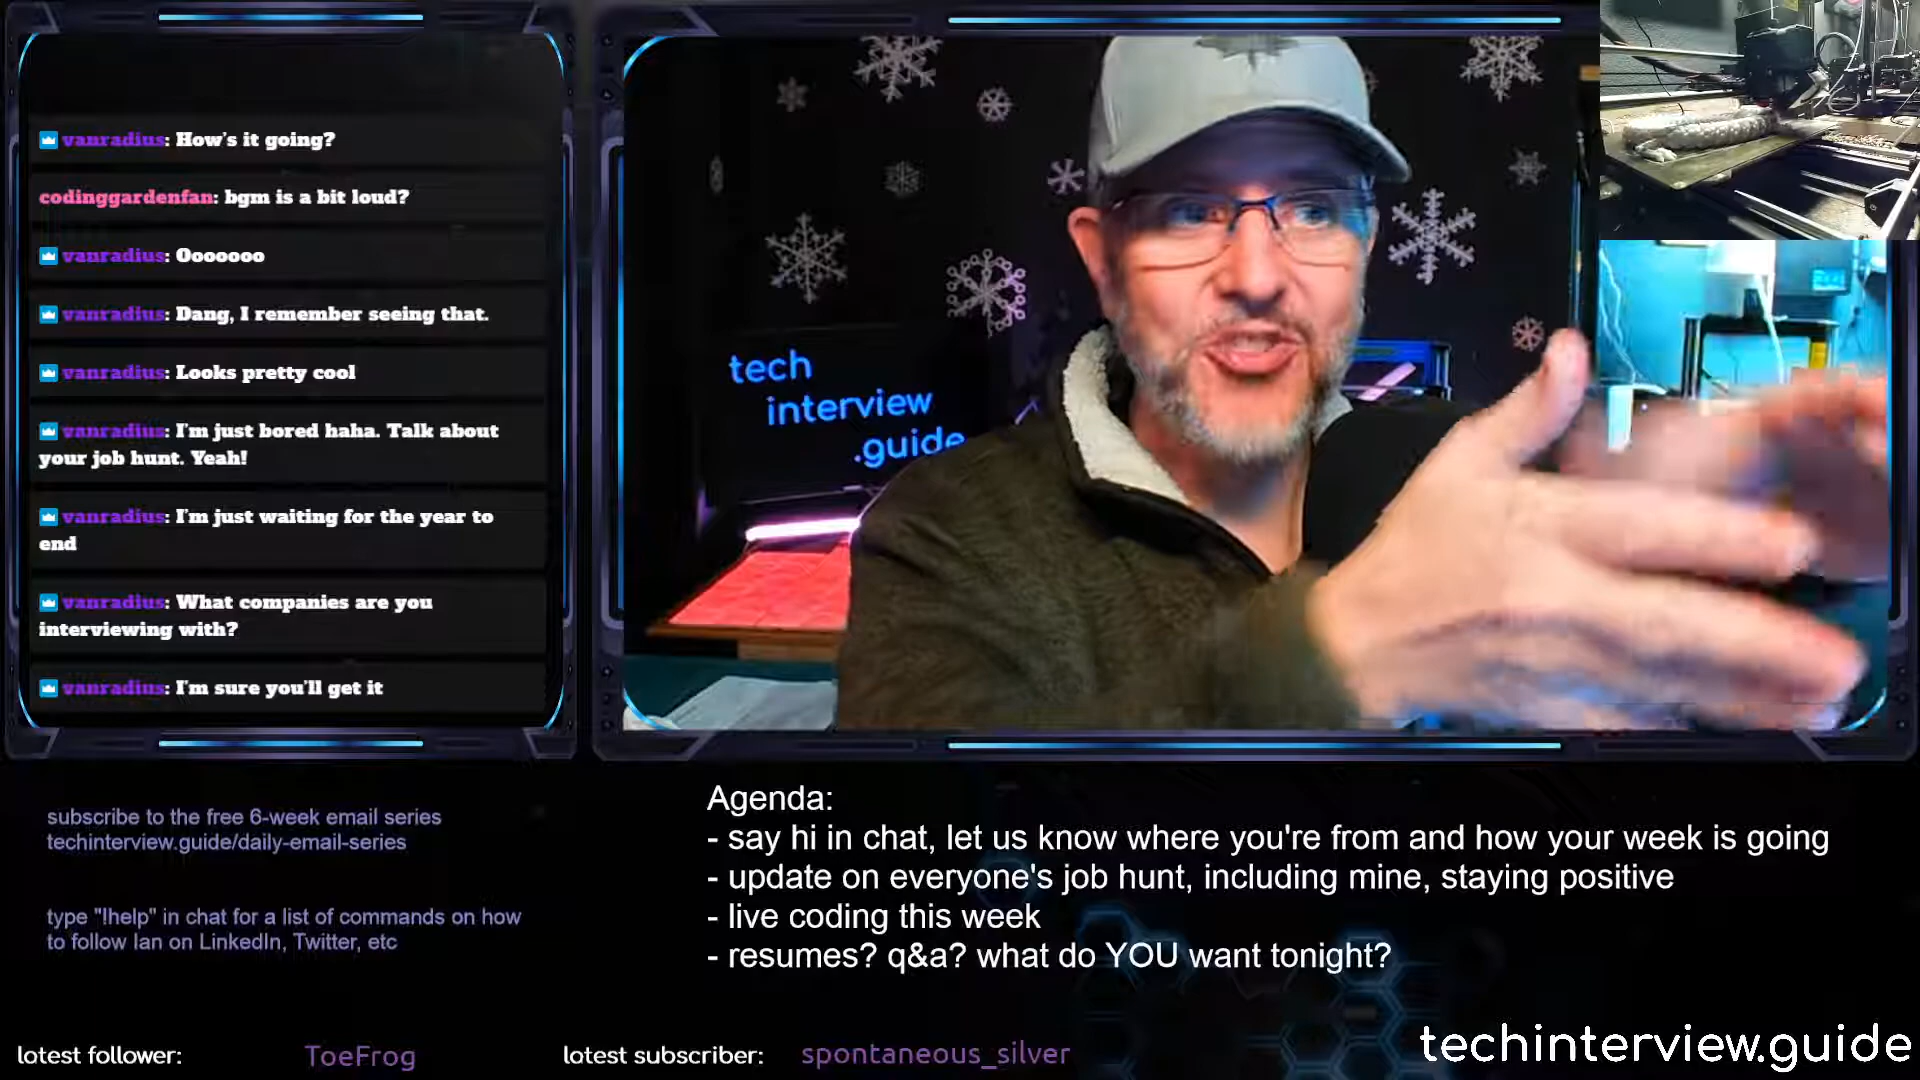 vanradius: How's it going?
codinggardenfan: bgm is a bit loud?
vanradius: Ooooooo
vanradius: Dang, I remember seeing that.
vanradius: Looks pretty cool
vanradius: I'm just bored haha. Talk about
your job hunt. Yeah!
vanradius: I'm just waiting for the year to
end
vanradius: What companies are you
interviewing with?
vanradius: I'm sure you'll get it
tech
interview
.guide
subscribe to the free 6-week email series
techinterview.guide/daily-email-series
type "!help" in chat for a list of commands on how
to follow Ian on LinkedIn, Twitter, etc
Agenda:
- say hi in chat, let us know where you're from and how your week is going
- update on everyone's job hunt, including mine, staying positive
- live coding this week
- resumes? q&a? what do YOU want tonight?
latest follower: ToeFrog
latest subscriber: spontaneous_silver
techinterview.guide